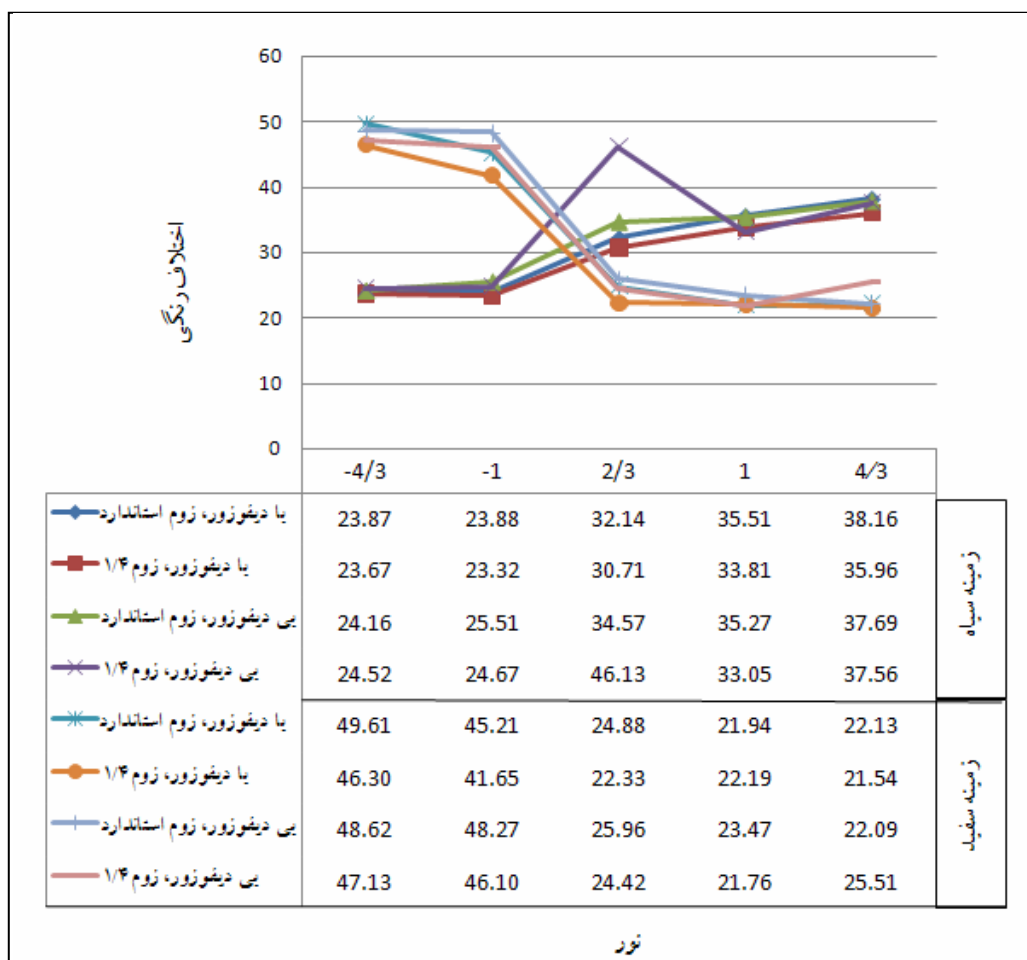 60
50
40
30
20
10
0
اختلاف رنگی
-4/3 -1 2/3 1 4/3
با دیفوزور، زوم استاندارد 23.87 23.88 32.14 35.51 38.16
با دیفوزور، زوم ۱/۴ 23.67 23.32 30.71 33.81 35.96
بی دیفوزور، زوم استاندارد 24.16 25.51 34.57 35.27 37.69
بی دیفوزور، زوم ۱/۴ 24.52 24.67 46.13 33.05 37.56
زمینه سیاه
با دیفوزور، زوم استاندارد 49.61 45.21 24.88 21.94 22.13
با دیفوزور، زوم ۱/۴ 46.30 41.65 22.33 22.19 21.54
بی دیفوزور، زوم استاندارد 48.62 48.27 25.96 23.47 22.09
بی دیفوزور، زوم ۱/۴ 47.13 46.10 24.42 21.76 25.51
زمینه سفید
نور